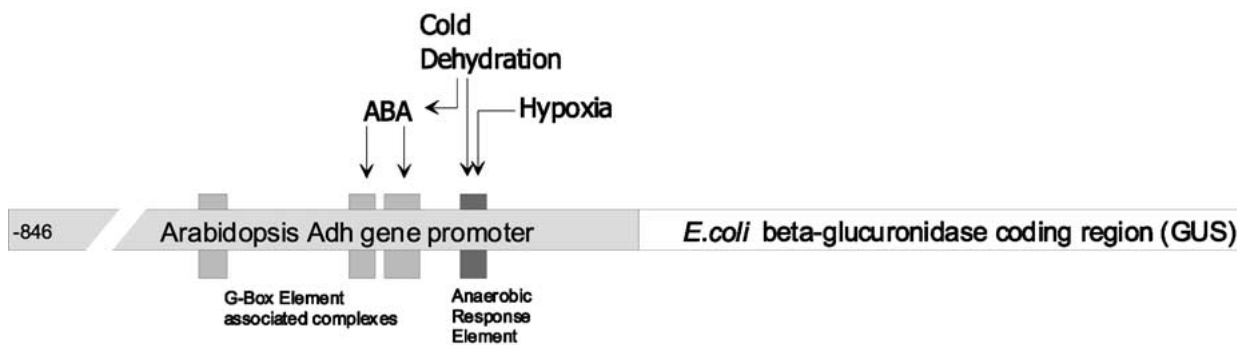 Cold
Dehydration
ABA
Hypoxia
-846
Arabidopsis Adh gene promoter
E.coli beta-glucuronidase coding region (GUS)
G-Box Element
associated complexes
Anaerobic
Response
Element